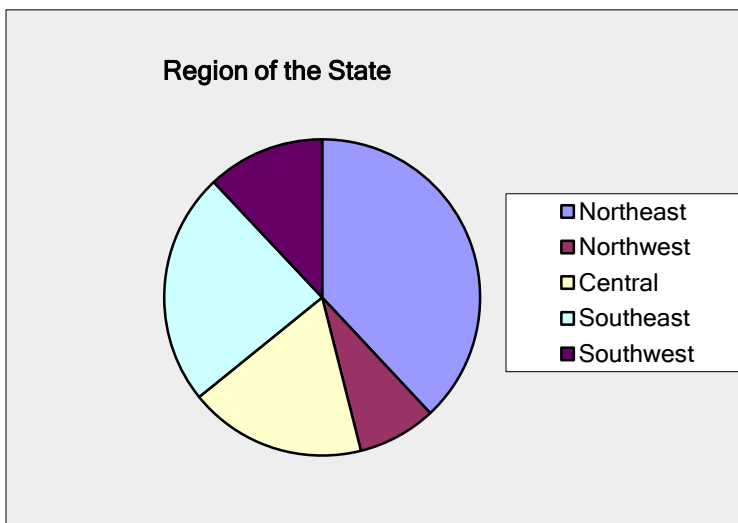 Region of the State
Northeast
Northwest
Central
Southeast
Southwest